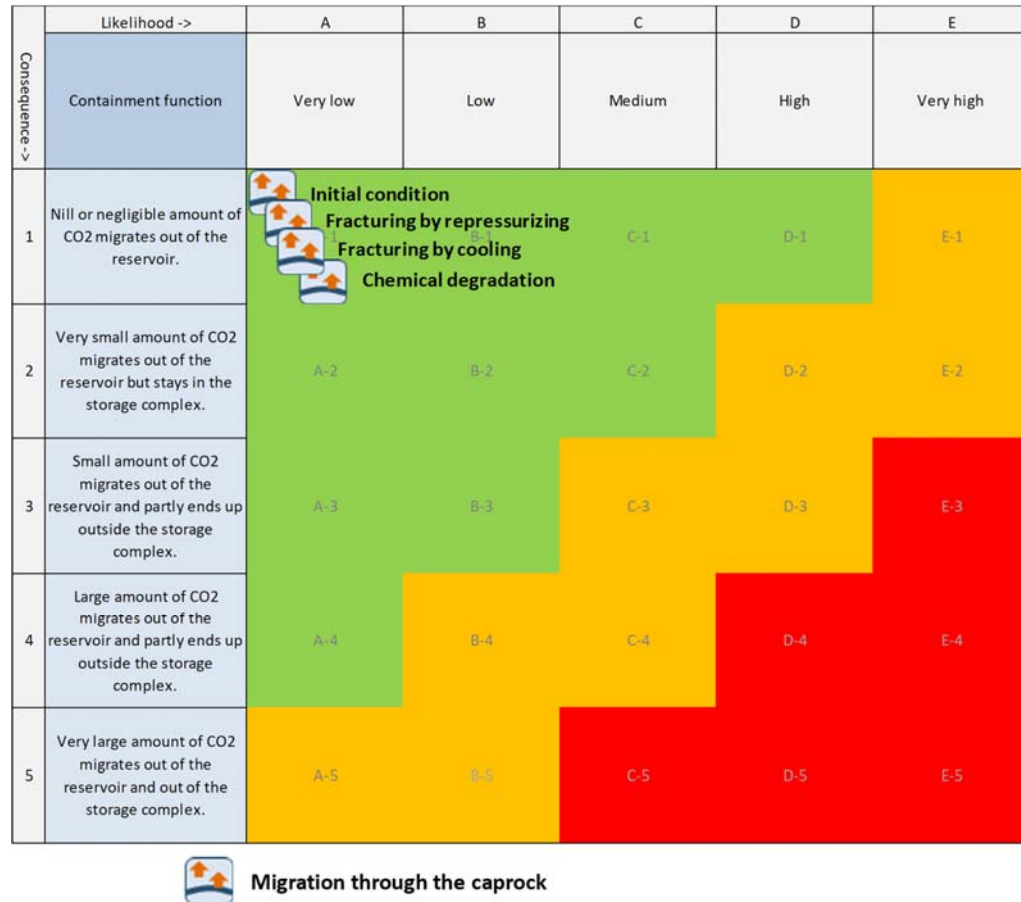 Likelihood ->
A
B
C
D
E
Consequence ->
Containment function
Very low
Low
Medium
High
Very high
1
Nill or negligible amount of
CO2 migrates out of the
reservoir.
Initial condition
Fracturing by repressurizing
Fracturing by cooling
Chemical degradation
B-1
C-1
D-1
E-1
2
Very small amount of CO2
migrates out of the
reservoir but stays in the
storage complex.
A-2
B-2
C-2
D-2
E-2
3
Small amount of CO2
migrates out of the
reservoir and partly ends up
outside the storage
complex.
A-3
B-3
C-3
D-3
E-3
4
Large amount of CO2
migrates out of the
reservoir and partly ends up
outside the storage
complex.
A-4
B-4
C-4
D-4
E-4
5
Very large amount of CO2
migrates out of the
reservoir and out of the
storage complex.
A-5
B-5
C-5
D-5
E-5
Migration through the caprock